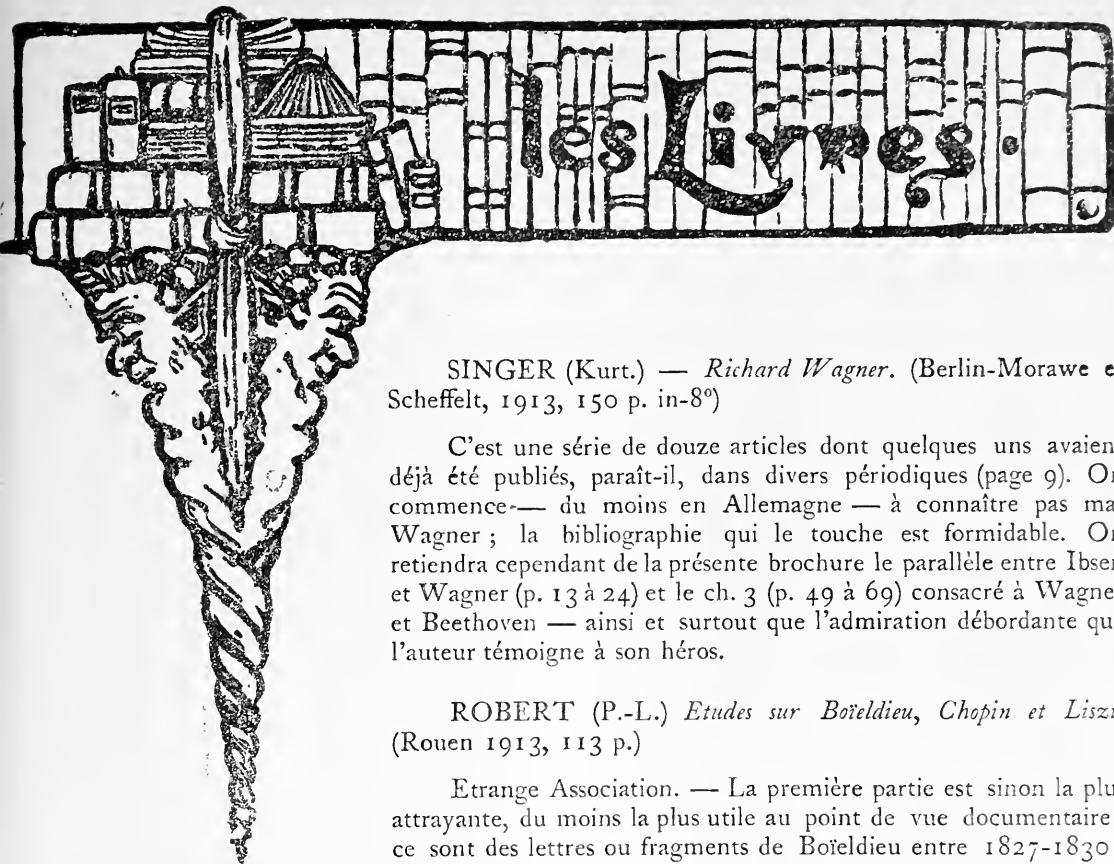 les Livres.
SINGER (Kurt.) — Richard Wagner. (Berlin-Morawe e
Scheffelt, 1913, 150 p. in-8°)
C'est une série de douze articles dont quelques uns avaien
déjà été publiés, paraît-il, dans divers périodiques (page 9). On
commence-— du moins en Allemagne — à connaître pas ma
Wagner ; la bibliographie qui le touche est formidable. On
retiendra cependant de la présente brochure le parallèle entre Ibsen
et Wagner (p. 13 à 24) et le ch. 3 (p. 49 à 69) consacré à Wagne
et Beethoven — ainsi et surtout que l'admiration débordante qu
l'auteur témoigne à son héros.
ROBERT (P.-L.) Etudes sur Boïeldieu, Chopin et Liszt
(Rouen 1913, 113 p.)
Etrange Association. — La première partie est sinon la plu
attrayante, du moins la plus utile au point de vue documentaire
ce sont des lettres ou fragments de Boïeldieu entre 1827-1830